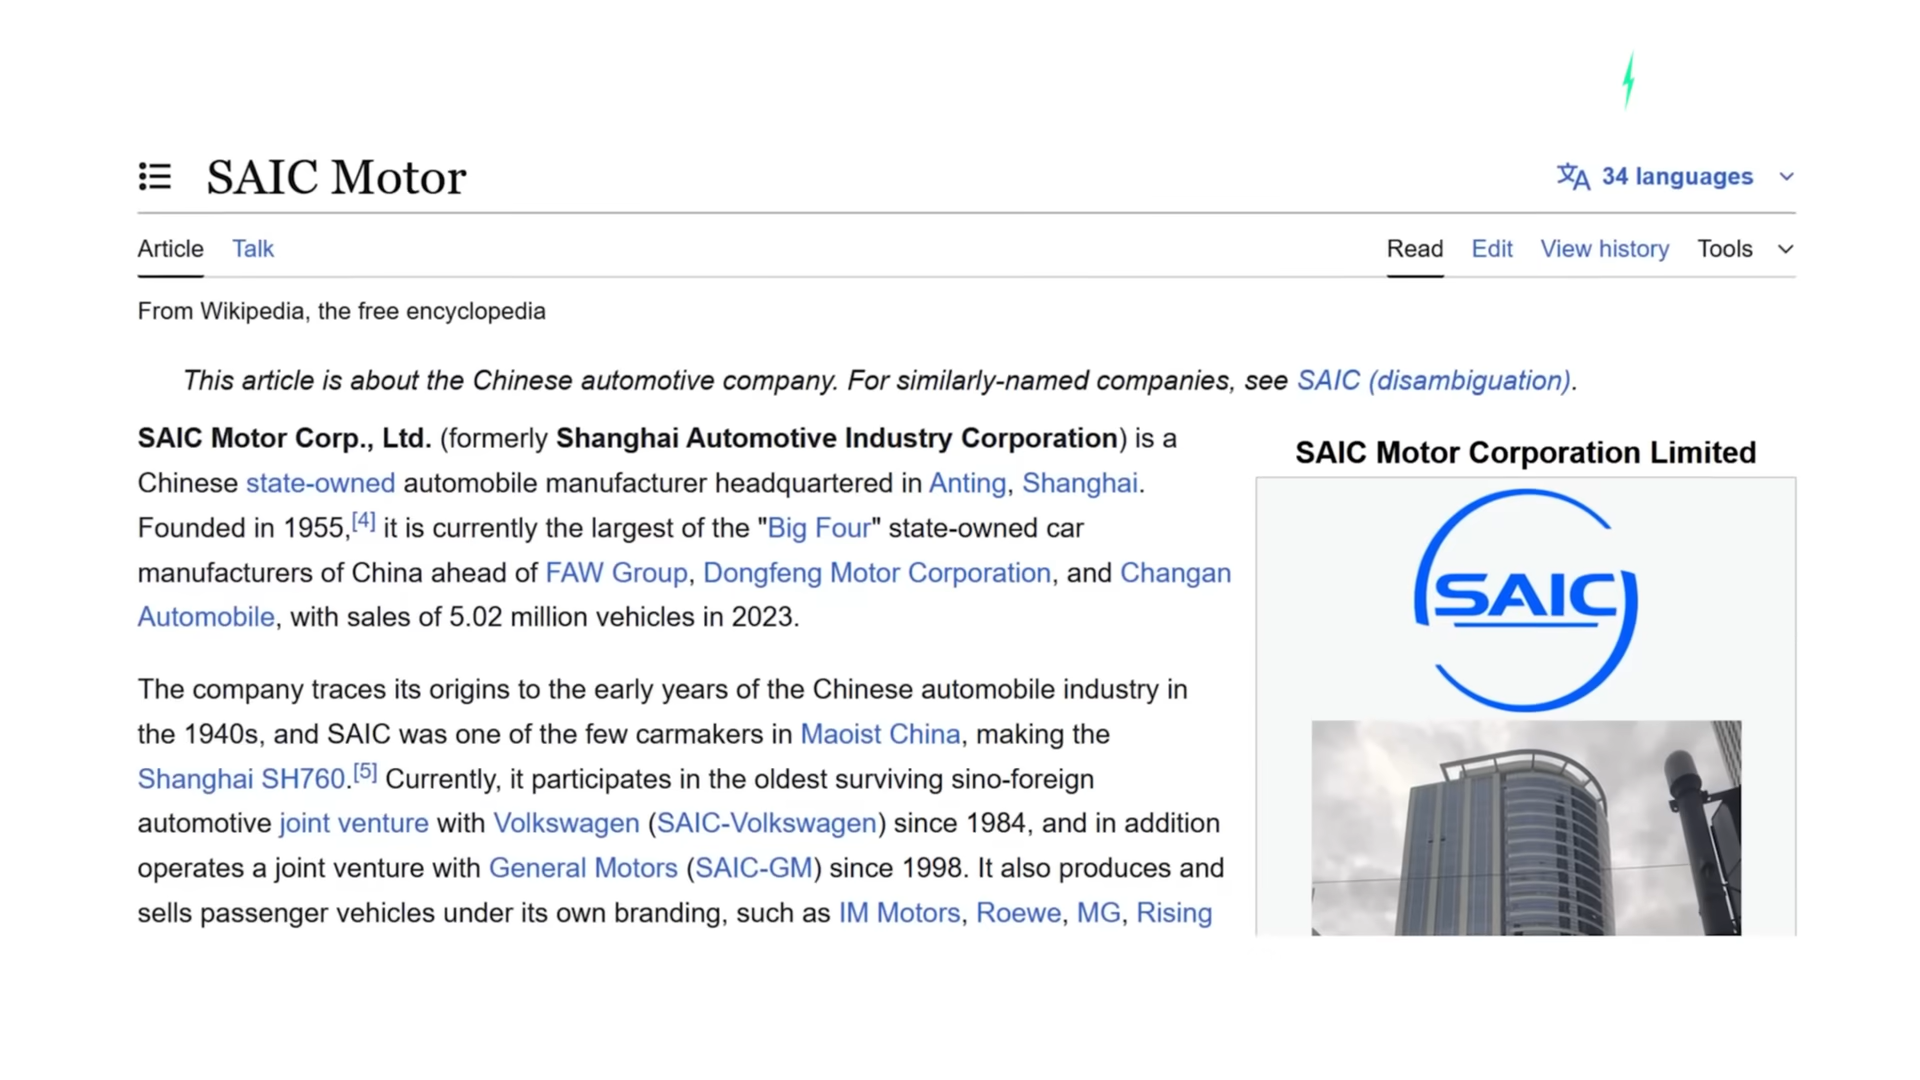 SAIC Motor
34 languages
Article Talk
Read Edit View history Tools
From Wikipedia, the free encyclopedia
This article is about the Chinese automotive company. For similarly-named companies, see SAIC (disambiguation).
SAIC Motor Corp., Ltd. (formerly Shanghai Automotive Industry Corporation) is a
Chinese state-owned automobile manufacturer headquartered in Anting, Shanghai.
Founded in 1955,[4] it is currently the largest of the "Big Four" state-owned car
manufacturers of China ahead of FAW Group, Dongfeng Motor Corporation, and Changan
Automobile, with sales of 5.02 million vehicles in 2023.
The company traces its origins to the early years of the Chinese automobile industry in
the 1940s, and SAIC was one of the few carmakers in Maoist China, making the
Shanghai SH760.[5] Currently, it participates in the oldest surviving sino-foreign
automotive joint venture with Volkswagen (SAIC-Volkswagen) since 1984, and in addition
operates a joint venture with General Motors (SAIC-GM) since 1998. It also produces and
sells passenger vehicles under its own branding, such as IM Motors, Roewe, MG, Rising
SAIC Motor Corporation Limited
SAIC